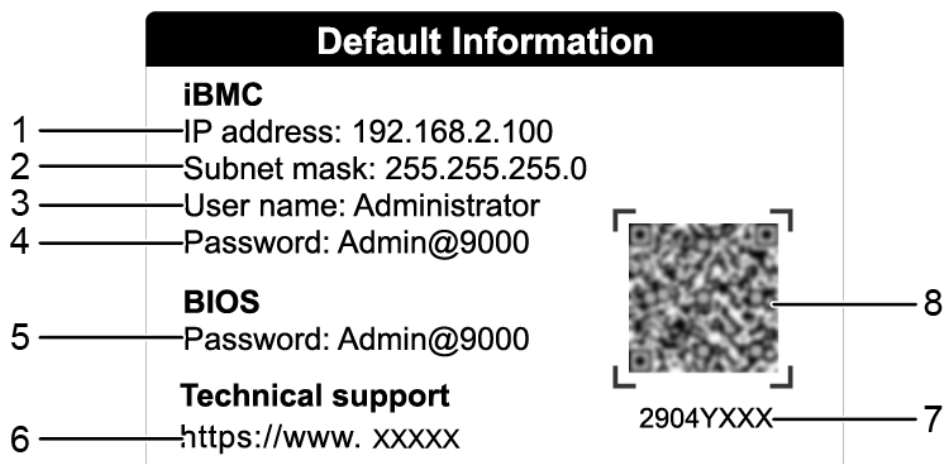 Default Information
iBMC
1 IP address: 192.168.2.100
2 Subnet mask: 255.255.255.0
3 User name: Administrator
4 Password: Admin@9000
BIOS
5 Password: Admin@9000
Technical support
6 https://www. XXXXX
8
2904YXXX 7